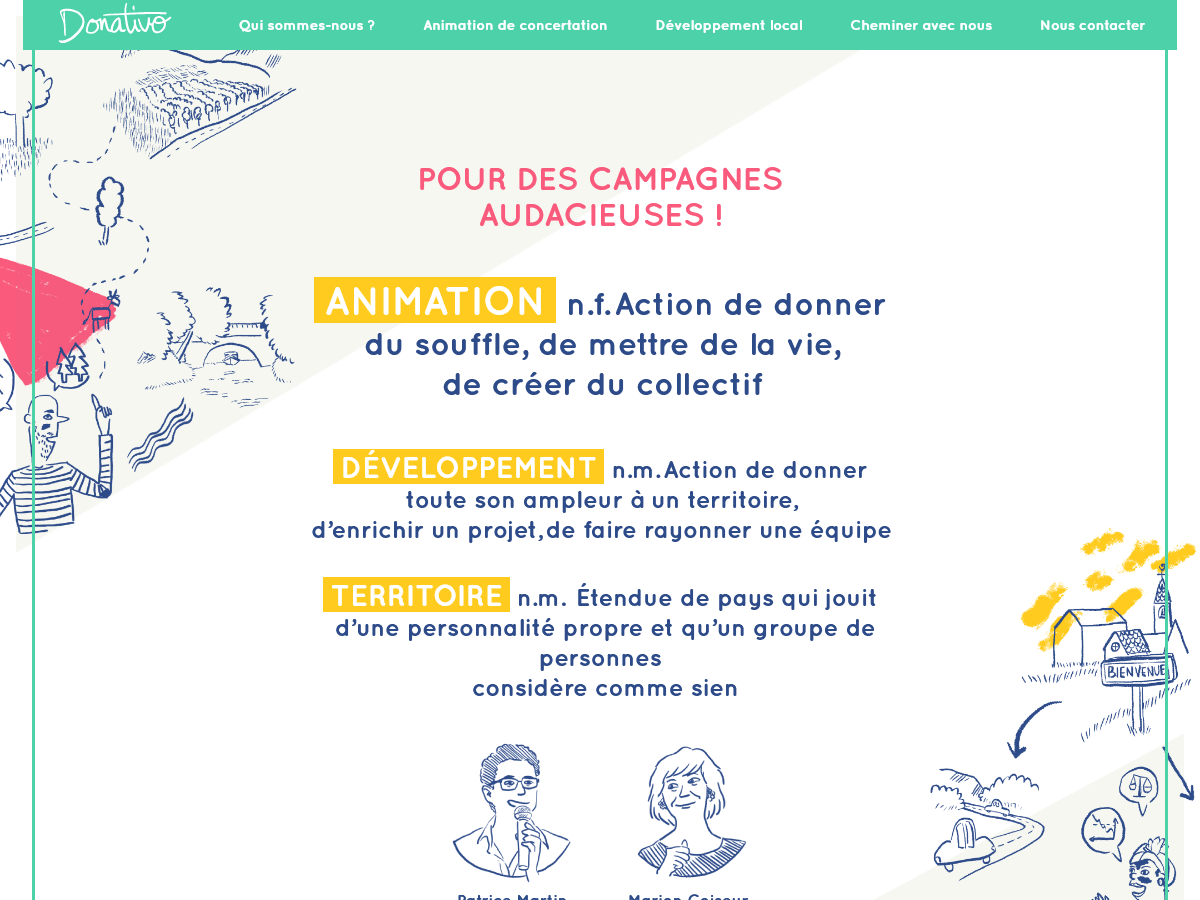 Donativo
Qui sommes-nous ?
Animation de concertation
Développement local
Cheminer avec nous
Nous contacter
POUR DES CAMPAGNES
AUDACIEUSES !
ANIMATION n.f.Action de donner
du souffle, de mettre de la vie,
de créer du collectif
DÉVELOPPEMENT n.m.Action de donner
toute son ampleur à un territoire,
d’enrichir un projet,de faire rayonner une équipe
TERRITOIRE n.m. Étendue de pays qui jouit
d’une personnalité propre et qu’un groupe de
personnes
considère comme sien
BIENVENUE
Patrice Martin
Marion